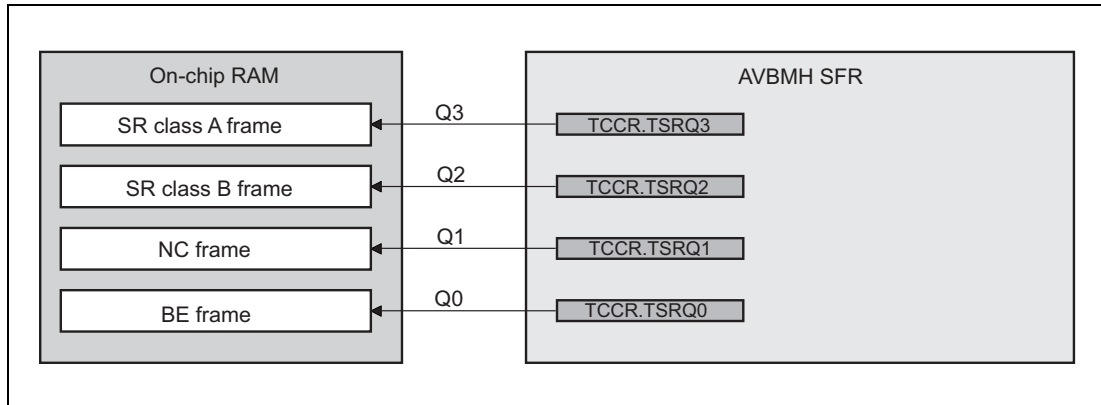 On-chip RAM
AVBMH SFR
SR class A frame
Q3
TCCR.TSRQ3
SR class B frame
Q2
TCCR.TSRQ2
NC frame
Q1
TCCR.TSRQ1
BE frame
Q0
TCCR.TSRQ0